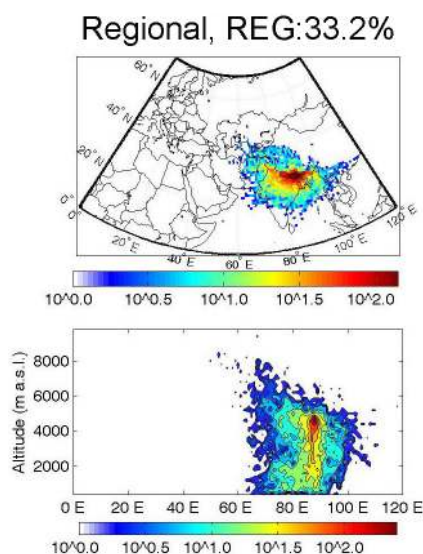 Regional, REG:33.2%
60°N
40°N
20°N
0°N
0°E
20°E
40°E
60°E
80°E
100°E
120°E
10^0.0 10^0.5 10^1.0 10^1.5 10^2.0
Altitude (m a.s.l.)
8000
6000
4000
2000
0 E 20 E 40 E 60 E 80 E 100 E 120 E
10^0.0 10^0.5 10^1.0 10^1.5 10^2.0